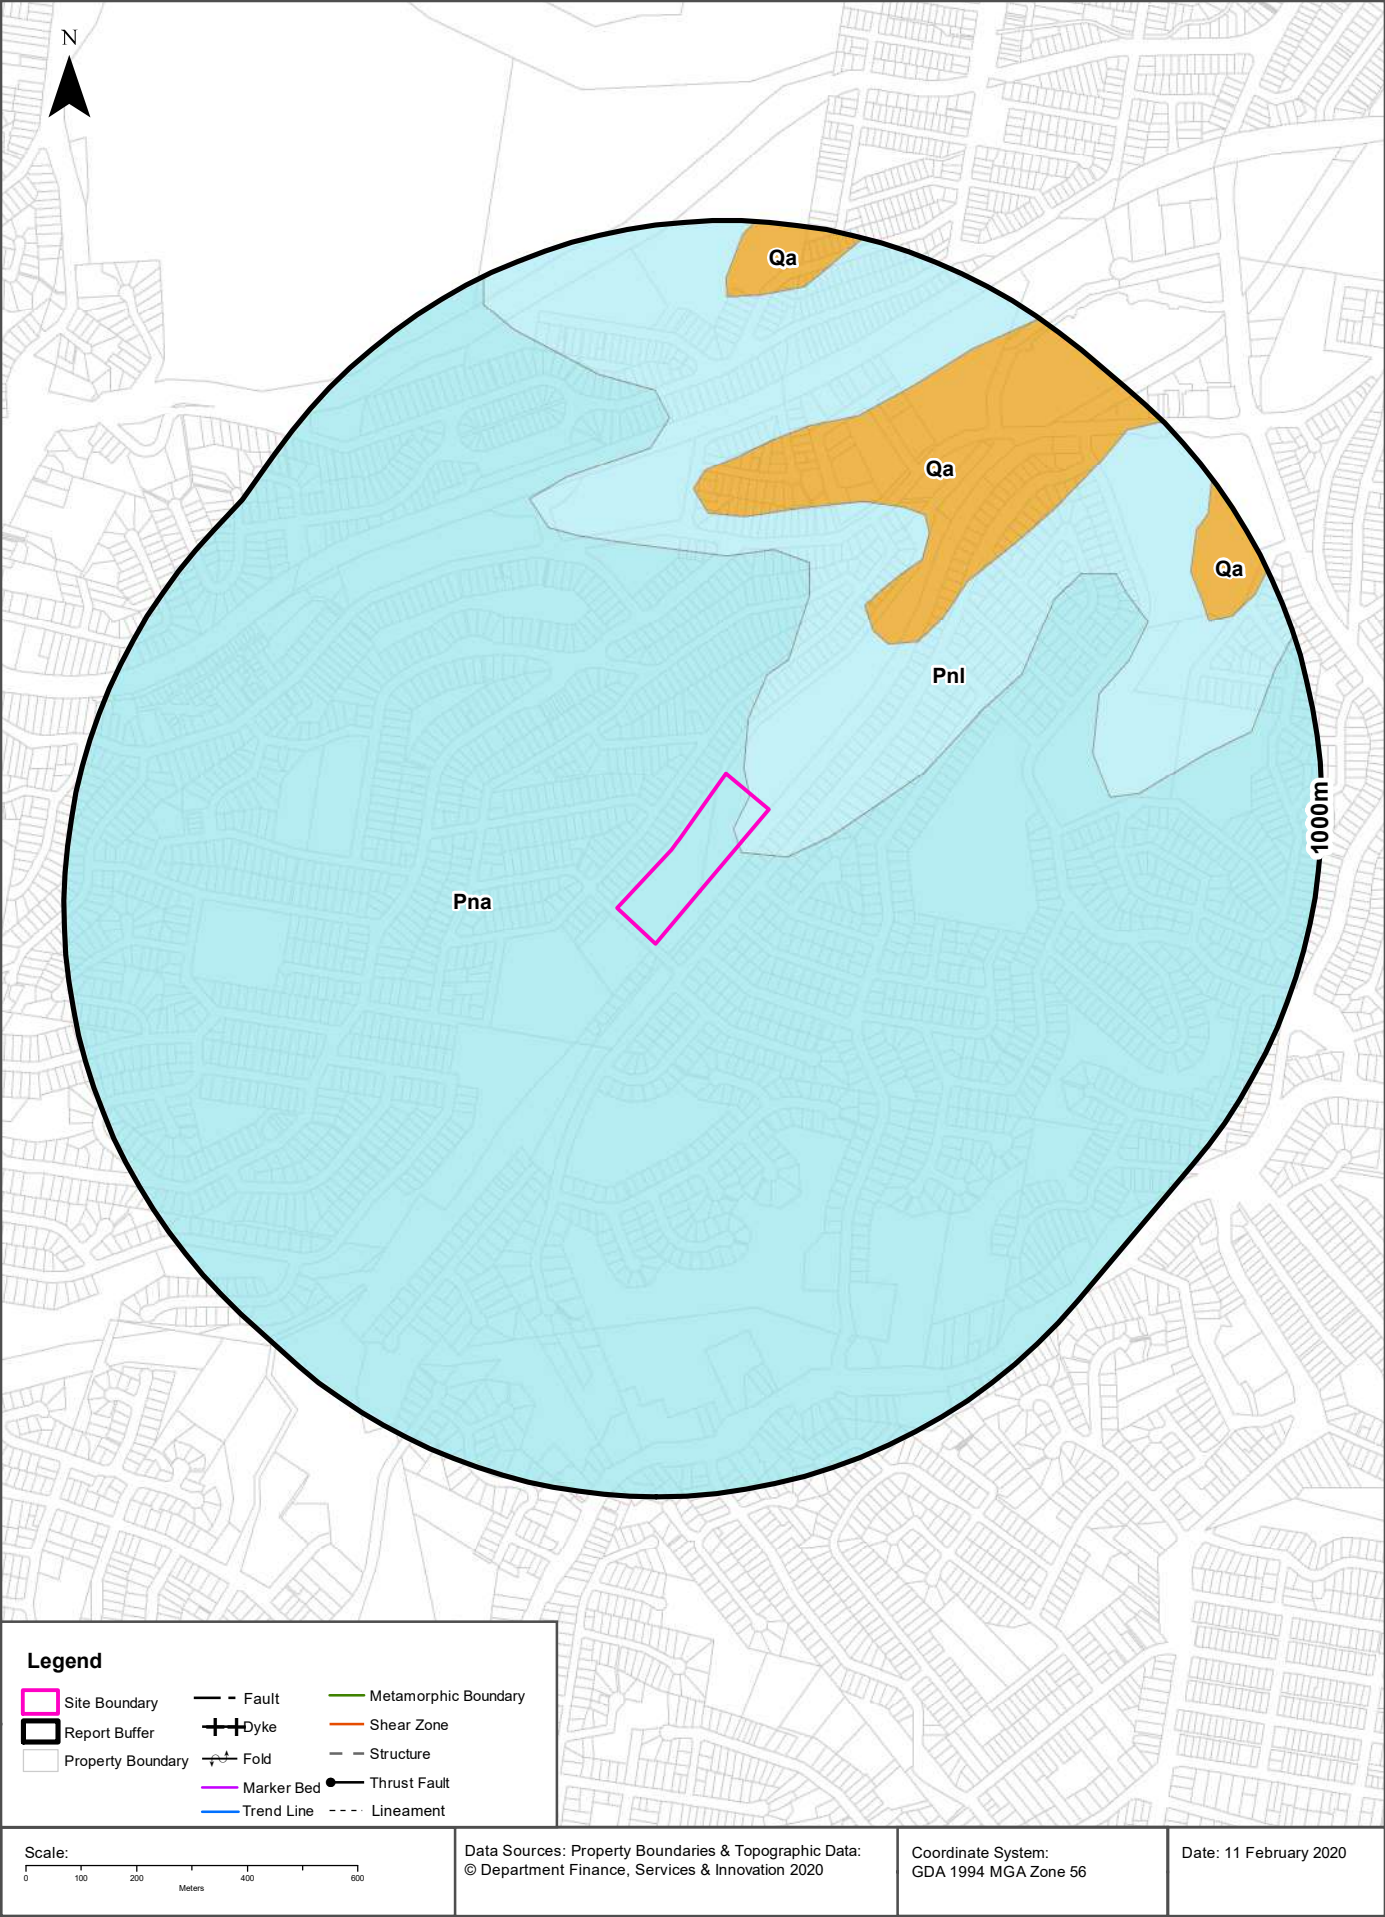 N
Qa
Qa
Qa
Pnl
1000m
Pna
Legend
Site Boundary
Report Buffer
Property Boundary
Fault
Dyke
Fold
Marker Bed
Trend Line
Metamorphic Boundary
Shear Zone
Structure
Thrust Fault
Lineament
Scale:
0 100 200 400 600
Meters
Data Sources: Property Boundaries & Topographic Data:
© Department Finance, Services & Innovation 2020
Coordinate System:
GDA 1994 MGA Zone 56
Date: 11 February 2020